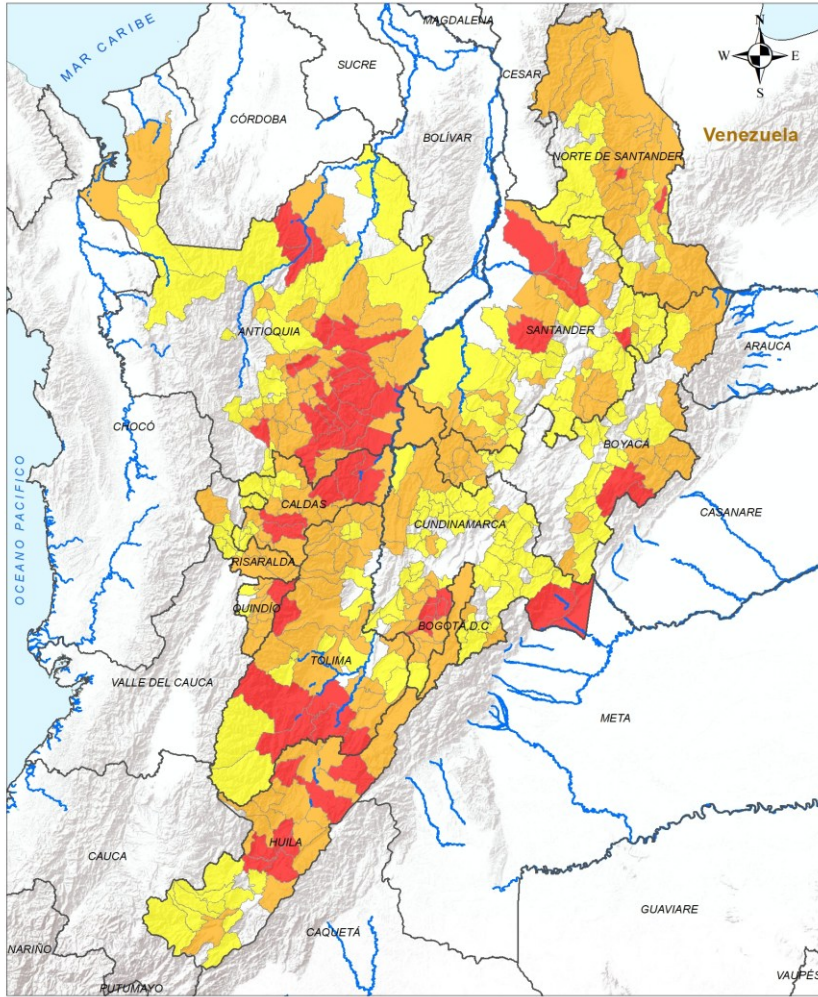 MAGDALENA
MAR CARIBE
N
W E
S
SUCRE
CESAR
CÓRDOBA
BOLÍVAR
Venezuela
NORTE DE SANTANDER
ANTIOQUIA
SANTANDER
ARAUCA
CHOCÓ
BOYACÁ
OCEANO PACIFICO
CALDAS
CUNDINAMARCA
CASANARE
RISARALDA
QUINDÍO
BOGOTÁ,D.C
TOLIMA
VALLE DEL CAUCA
META
HUILA
CAUCA
GUAVIARE
CAQUETÁ
NARIÑO
PUTUMAYO
VAUPÉS